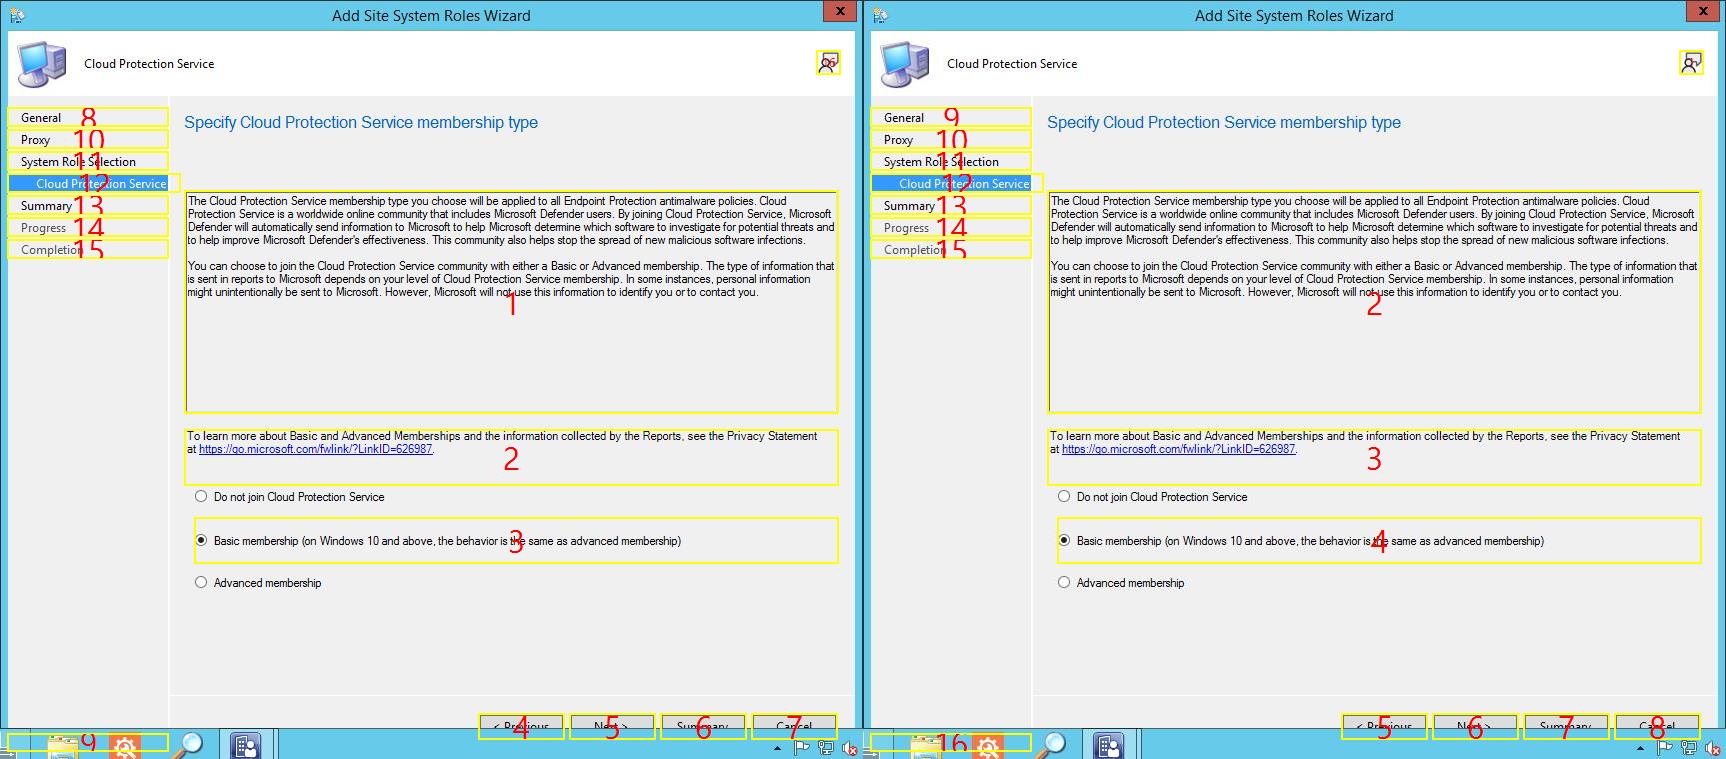 Add Site System Roles Wizard
x
Cloud Protection Service
16
General 8
Proxy 10
System Role Selection 11
Cloud Protection Service 12
Summary 13
Progress 14
Completion 15
Specify Cloud Protection Service membership type
The Cloud Protection Service membership type you choose will be applied to all Endpoint Protection antimalware policies. Cloud
Protection Service is a worldwide online community that includes Microsoft Defender users. By joining Cloud Protection Service, Microsoft
Defender will automatically send information to Microsoft to help Microsoft determine which software to investigate for potential threats and
to help improve Microsoft Defender's effectiveness. This community also helps stop the spread of new malicious software infections.
You can choose to join the Cloud Protection Service community with either a Basic or Advanced membership. The type of information that
is sent in reports to Microsoft depends on your level of Cloud Protection Service membership. In some instances, personal information
might unintentionally be sent to Microsoft. However, Microsoft will not use this information to identify you or to contact you.
1
To learn more about Basic and Advanced Memberships and the information collected by the Reports, see the Privacy Statement
at https://go.microsoft.com/fwlink/?LinkID=626987.
2
Do not join Cloud Protection Service
Basic membership (on Windows 10 and above, the behavior is the same as advanced membership)
3
Advanced membership
< Previous 4
Next > 5
Summary 6
Cancel 7
9
Add Site System Roles Wizard
x
Cloud Protection Service
General 9
Proxy 10
System Role Selection 11
Cloud Protection Service 12
Summary 13
Progress 14
Completion 15
Specify Cloud Protection Service membership type
The Cloud Protection Service membership type you choose will be applied to all Endpoint Protection antimalware policies. Cloud
Protection Service is a worldwide online community that includes Microsoft Defender users. By joining Cloud Protection Service, Microsoft
Defender will automatically send information to Microsoft to help Microsoft determine which software to investigate for potential threats and
to help improve Microsoft Defender's effectiveness. This community also helps stop the spread of new malicious software infections.
You can choose to join the Cloud Protection Service community with either a Basic or Advanced membership. The type of information that
is sent in reports to Microsoft depends on your level of Cloud Protection Service membership. In some instances, personal information
might unintentionally be sent to Microsoft. However, Microsoft will not use this information to identify you or to contact you.
2
To learn more about Basic and Advanced Memberships and the information collected by the Reports, see the Privacy Statement
at https://go.microsoft.com/fwlink/?LinkID=626987.
3
Do not join Cloud Protection Service
Basic membership (on Windows 10 and above, the behavior is the same as advanced membership)
4
Advanced membership
< Previous 5
Next > 6
Summary 7
Cancel 8
16